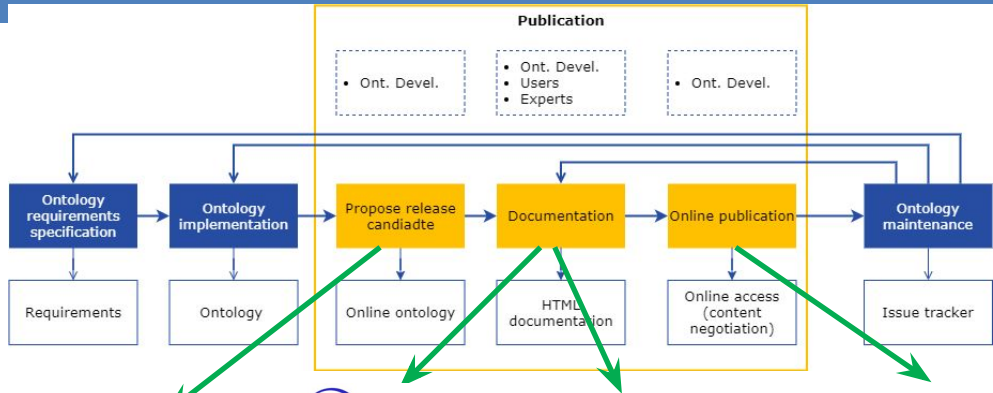 Publication
• Ont. Devel.
• Ont. Devel.
• Users
• Experts
• Ont. Devel.
Ontology
requirements
specification
Ontology
implementation
Propose release
candiadte
Documentation
Online publication
Ontology
maintenance
Requirements
Ontology
Online ontology
HTML
documentation
Online access
(content
negotiation)
Issue tracker